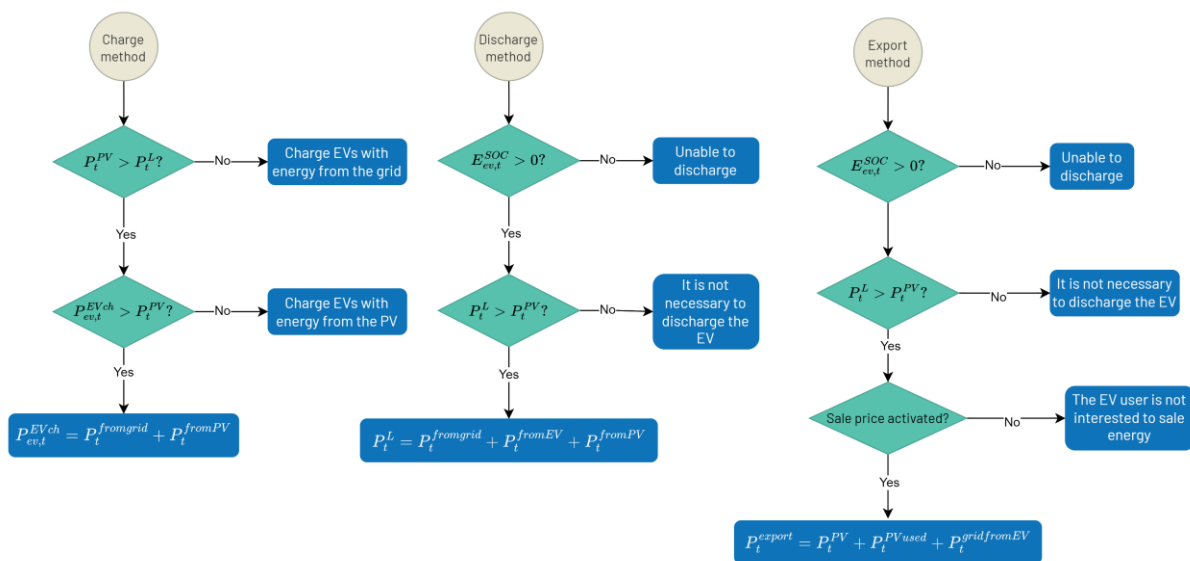 Charge
method
P_t^{PV} > P_t^L?
No
Charge EVs with
energy from the grid
Yes
P_{ev,t}^{EVch} > P_t^{PV}?
No
Charge EVs with
energy from the PV
Yes
P_{ev,t}^{EVch} = P_t^{fromgrid} + P_t^{fromPV}
Discharge
method
E_{ev,t}^{SOC} > 0?
No
Unable to
discharge
Yes
P_t^L > P_t^{PV}?
No
It is not
necessary to
discharge the
EV
Yes
P_t^L = P_t^{fromgrid} + P_t^{fromEV} + P_t^{fromPV}
Export
method
E_{ev,t}^{SOC} > 0?
No
Unable to
discharge
P_t^L > P_t^{PV}?
No
It is not necessary
to discharge the EV
Yes
Sale price activated?
No
The EV user is not
interested to sale
energy
Yes
P_t^{export} = P_t^{PV} + P_t^{PVused} + P_t^{gridfromEV}